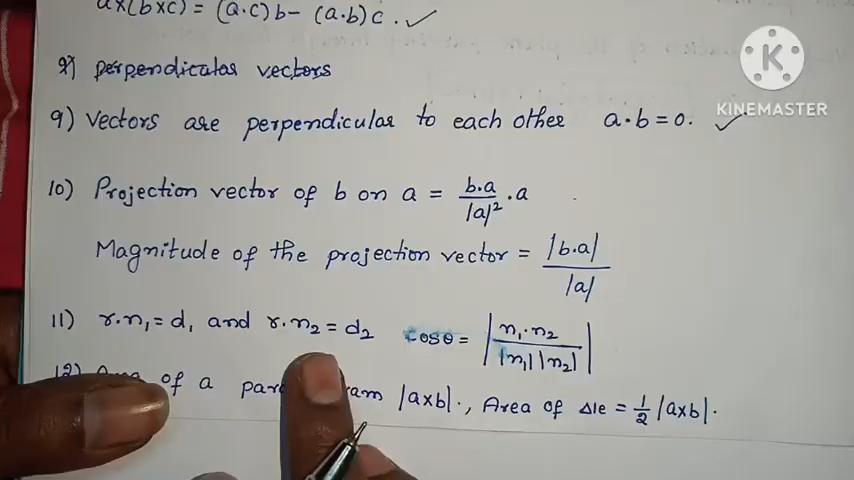 a×(b×c) = (a·c)b – (a·b)c. ✓
9) perpendicular vectors
9) vectors are perpendicular to each other a·b = 0. ✓
10) Projection vector of b on a = b·a / |a|² · a
Magnitude of the projection vector = |b·a| / |a|
11) r·n₁ = d₁ and r·n₂ = d₂ cosθ = | n₁·n₂ / |n₁| |n₂| |
12) Area of a |a×b|., Area of Δle = 1/2 |a×b|.
K
KINEMASTER